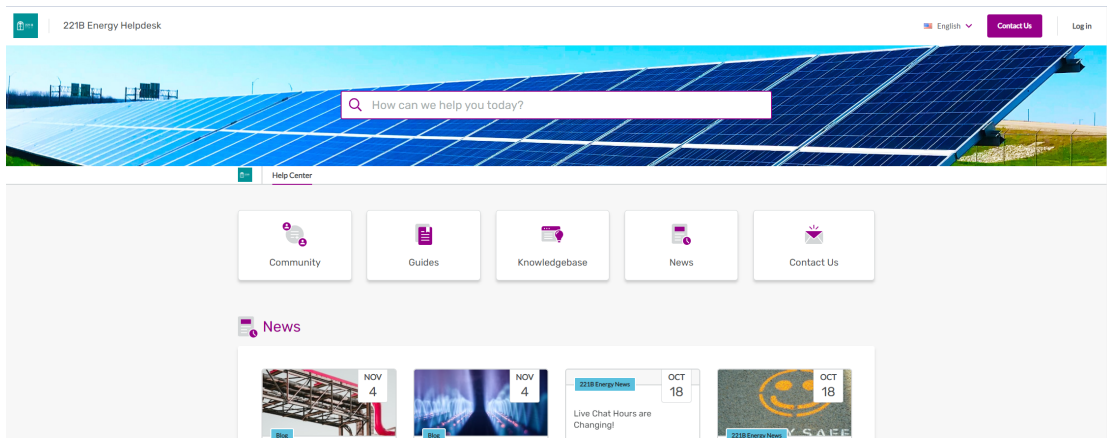 221B Energy Helpdesk
English
Contact Us
Log in
How can we help you today?
Help Center
Community
Guides
Knowledgebase
News
Contact Us
News
NOV
4
Blog
NOV
4
Blog
221B Energy News
OCT
18
Live Chat Hours are
Changing!
OCT
18
221B Energy News
SAFE